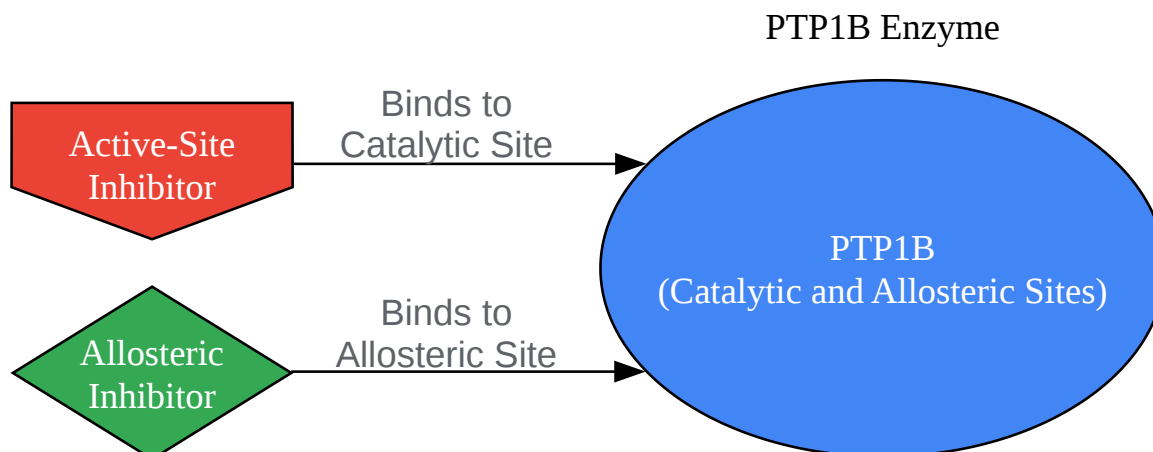 PTP1B Enzyme
Binds to
Catalytic Site
Active-Site
Inhibitor
PTP1B
(Catalytic and Allosteric Sites)
Binds to
Allosteric Site
Allosteric
Inhibitor